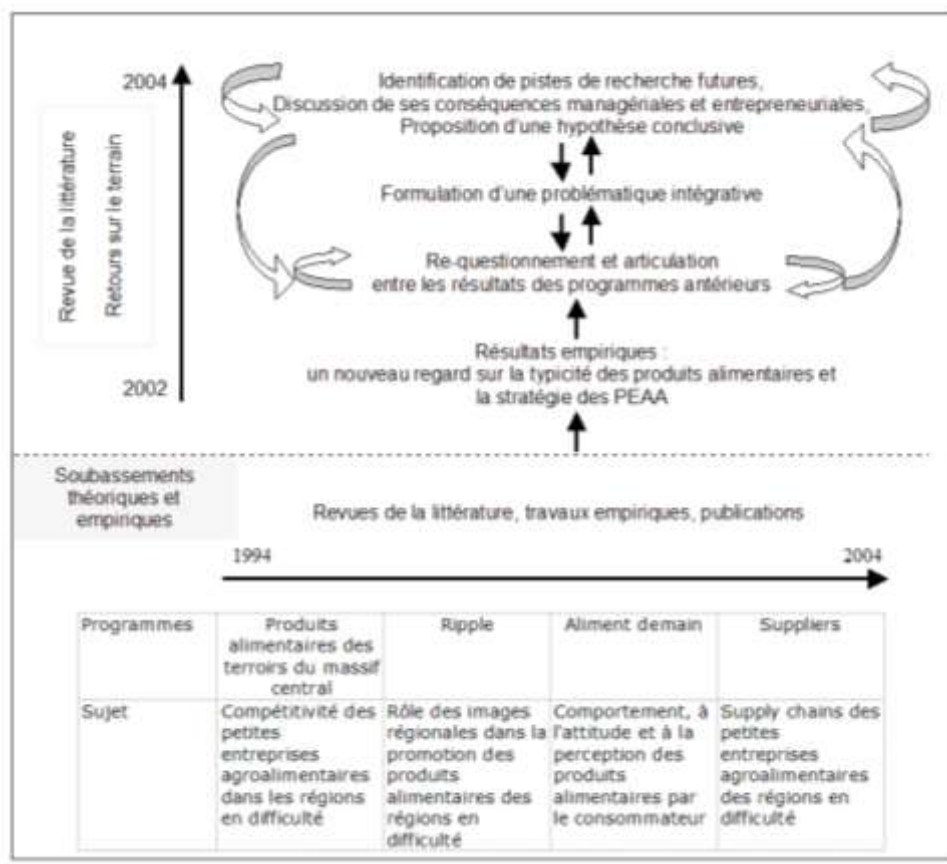 2004
Identification de pistes de recherche futures,
Discussion de ses conséquences managériales et entrepreneuriales,
Proposition d'une hypothèse conclusive
Revue de la littérature
Retours sur le terrain
Formulation d'une problématique intégrative
Re-questionnement et articulation
entre les résultats des programmes antérieurs
Résultats empiriques :
un nouveau regard sur la typicité des produits alimentaires et
la stratégie des PEAA
2002
Soubassements
théoriques et
empiriques
Revues de la littérature, travaux empiriques, publications
1994
2004
Programmes
Produits
alimentaires des
terroirs du massif
central
Ripple
Aliment demain
Suppliers
Sujet
Compétitivité des
petites
entreprises
agroalimentaires
dans les régions
en difficulté
Rôle des images
régionales dans la
promotion des
produits
alimentaires des
régions en
difficulté
Comportement, à
l'attitude et à la
perception des
produits
alimentaires par
le consommateur
Supply chains des
petites
entreprises
agroalimentaires
des régions en
difficulté